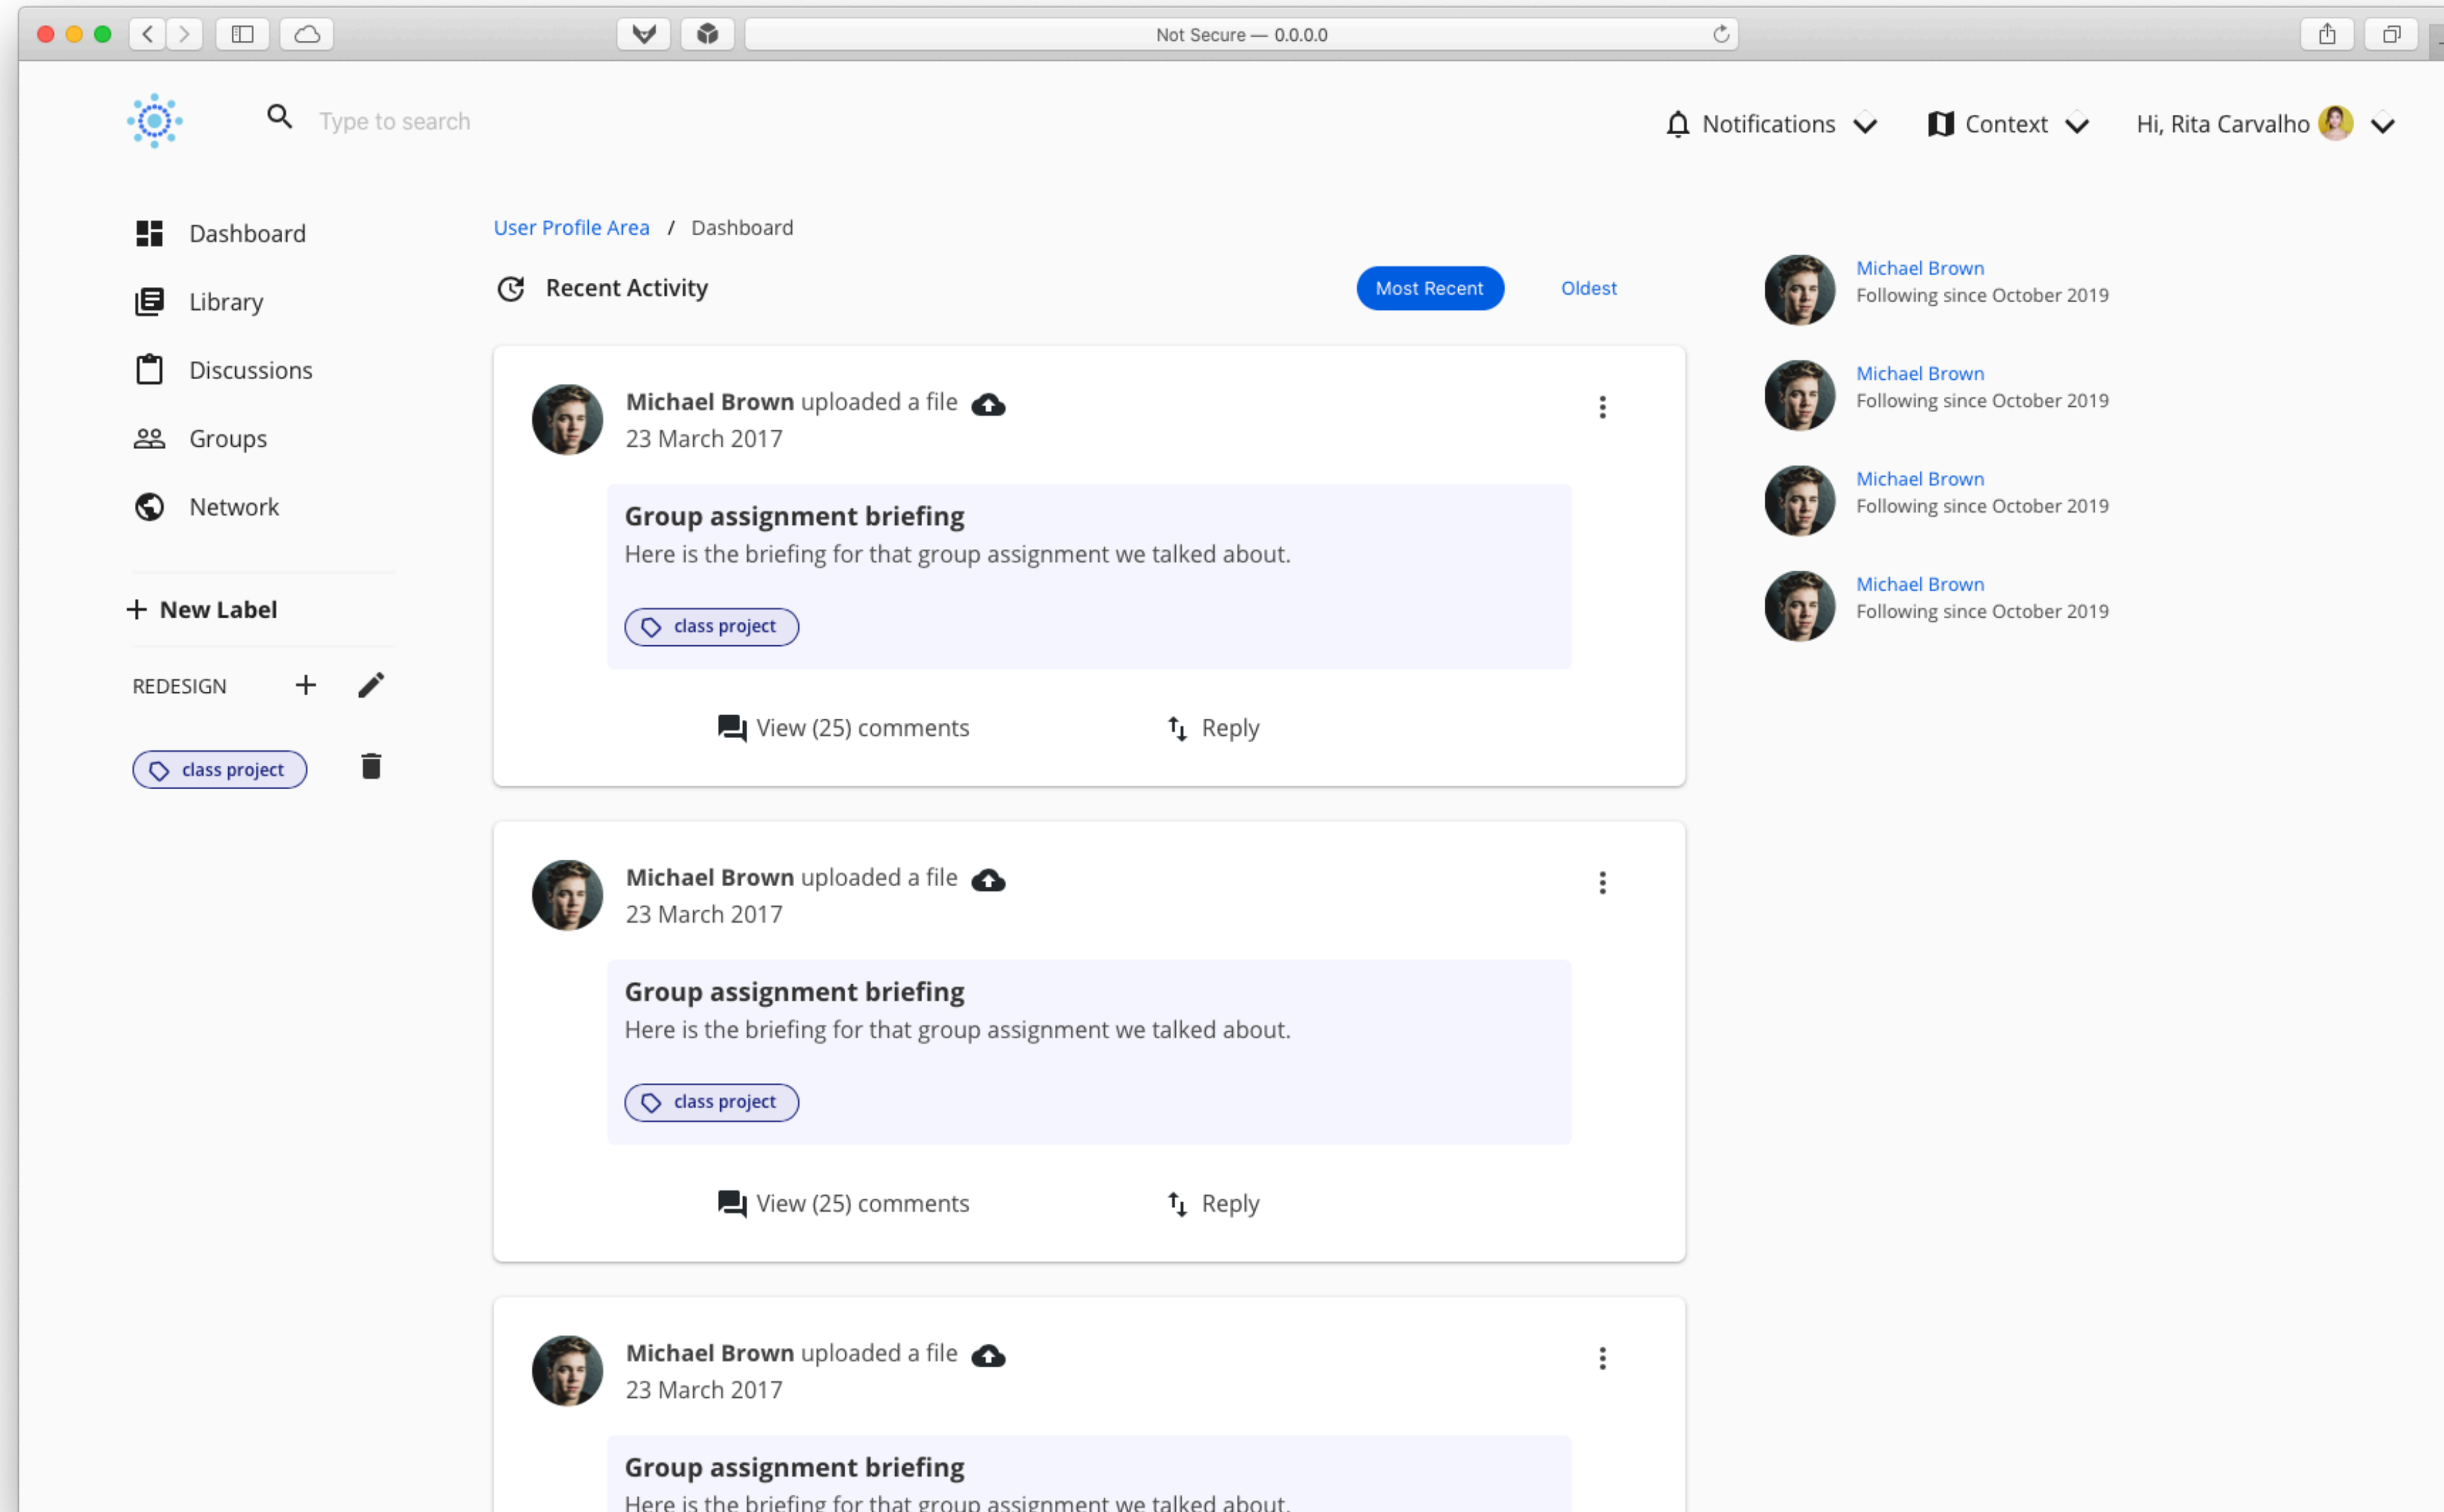 Not Secure — 0.0.0.0
Type to search
Notifications
Context
Hi, Rita Carvalho
Dashboard
Library
Discussions
Groups
Network
New Label
REDESIGN
class project
User Profile Area / Dashboard
Recent Activity
Most Recent
Oldest
Michael Brown uploaded a file
23 March 2017
Group assignment briefing
Here is the briefing for that group assignment we talked about.
class project
View (25) comments
Reply
Michael Brown uploaded a file
23 March 2017
Group assignment briefing
Here is the briefing for that group assignment we talked about.
class project
View (25) comments
Reply
Michael Brown uploaded a file
23 March 2017
Group assignment briefing
Here is the briefing for that group assignment we talked about.
Michael Brown
Following since October 2019
Michael Brown
Following since October 2019
Michael Brown
Following since October 2019
Michael Brown
Following since October 2019